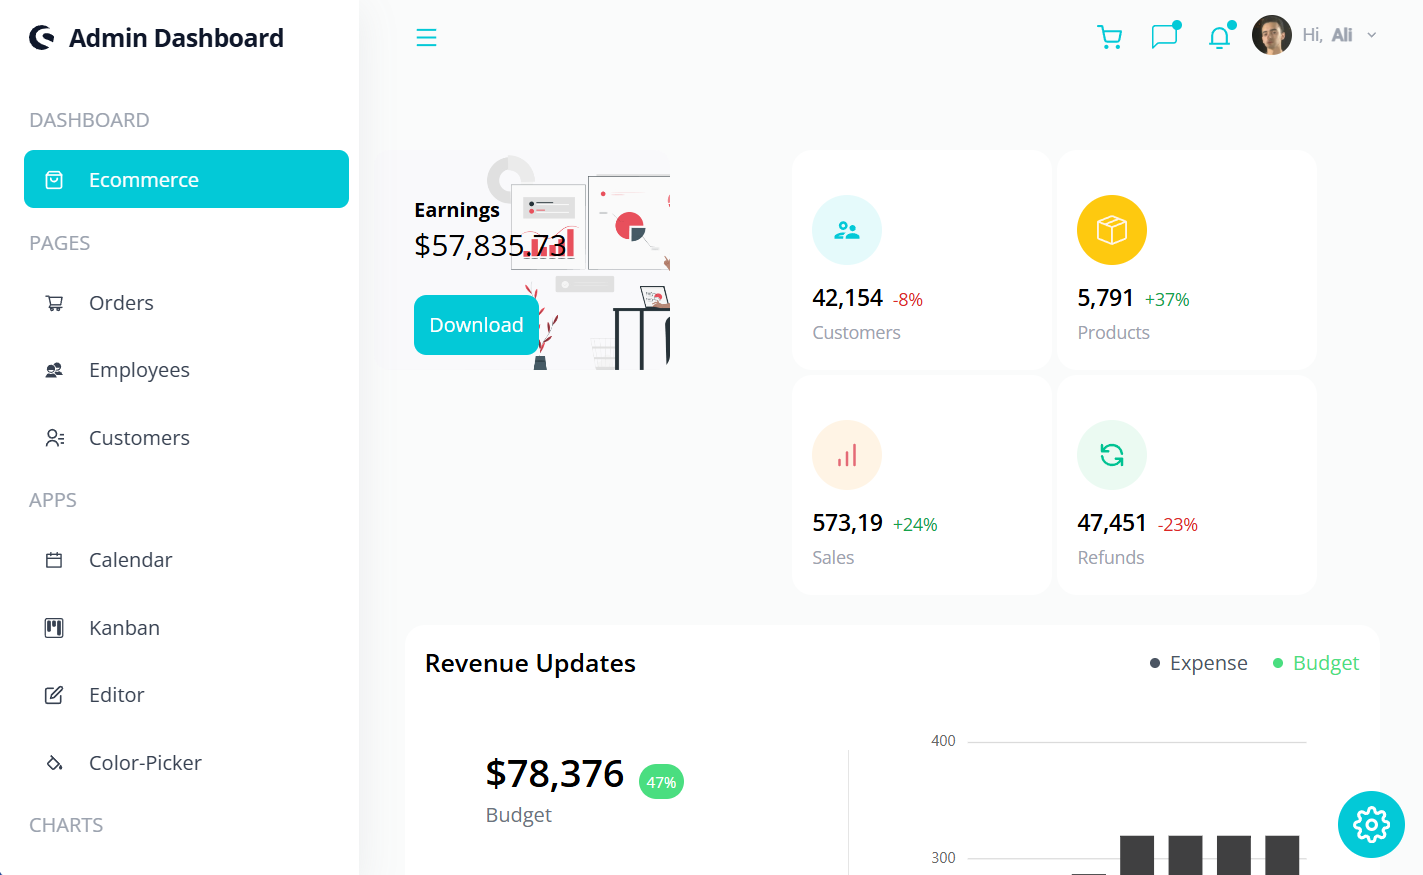 Admin Dashboard
Hi, Ali
DASHBOARD
Ecommerce
PAGES
Orders
Employees
Customers
APPS
Calendar
Kanban
Editor
Color-Picker
CHARTS
Earnings
$57,835.73
Download
42,154 -8%
Customers
5,791 +37%
Products
573,19 +24%
Sales
47,451 -23%
Refunds
Revenue Updates
Expense
Budget
$78,376 47%
Budget
400
300